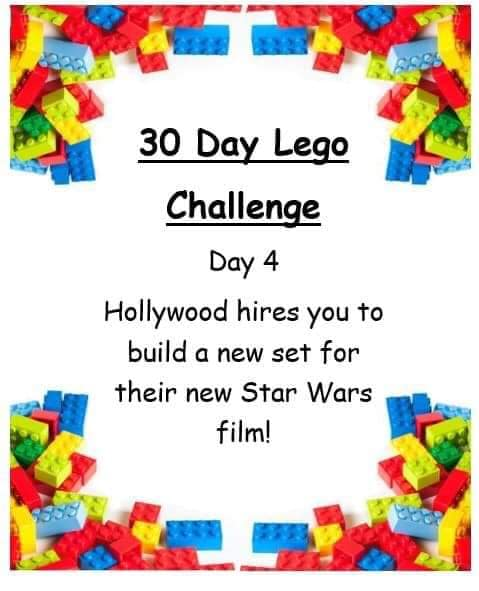 30 Day Lego
Challenge
Day 4
Hollywood hires you to
build a new set for
their new Star Wars
film!